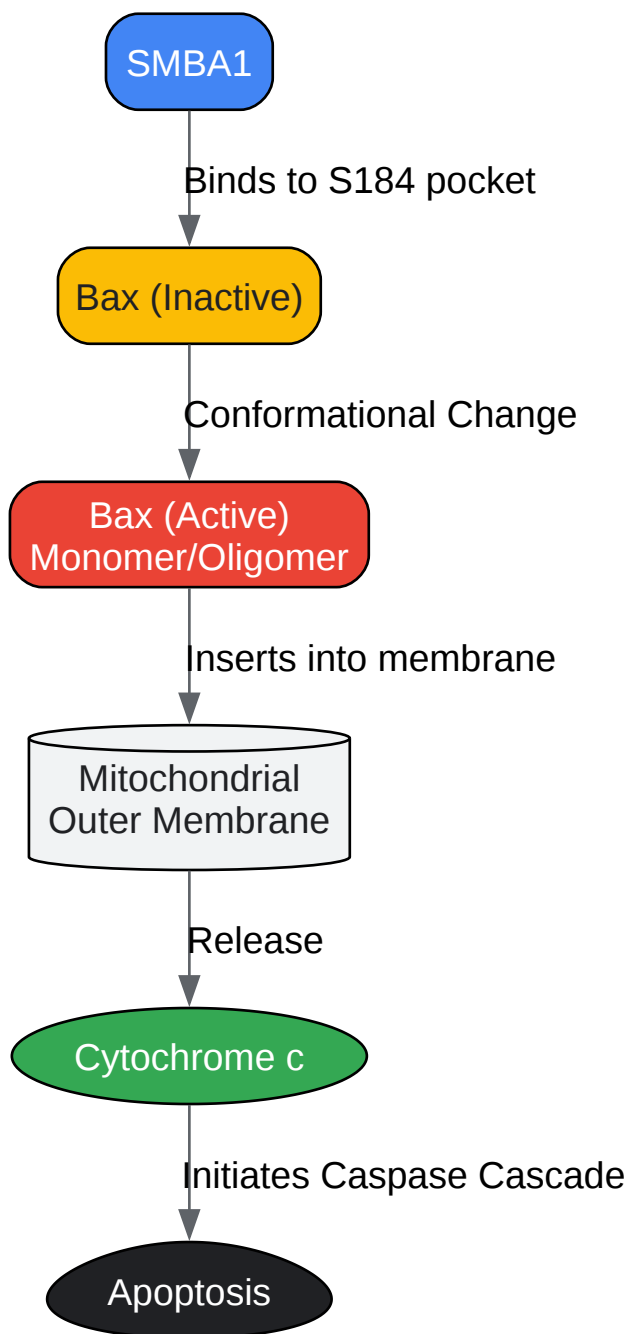 SMBA1
Binds to S184 pocket
Bax (Inactive)
Conformational Change
Bax (Active)
Monomer/Oligomer
Inserts into membrane
Mitochondrial
Outer Membrane
Release
Cytochrome c
Initiates Caspase Cascade
Apoptosis